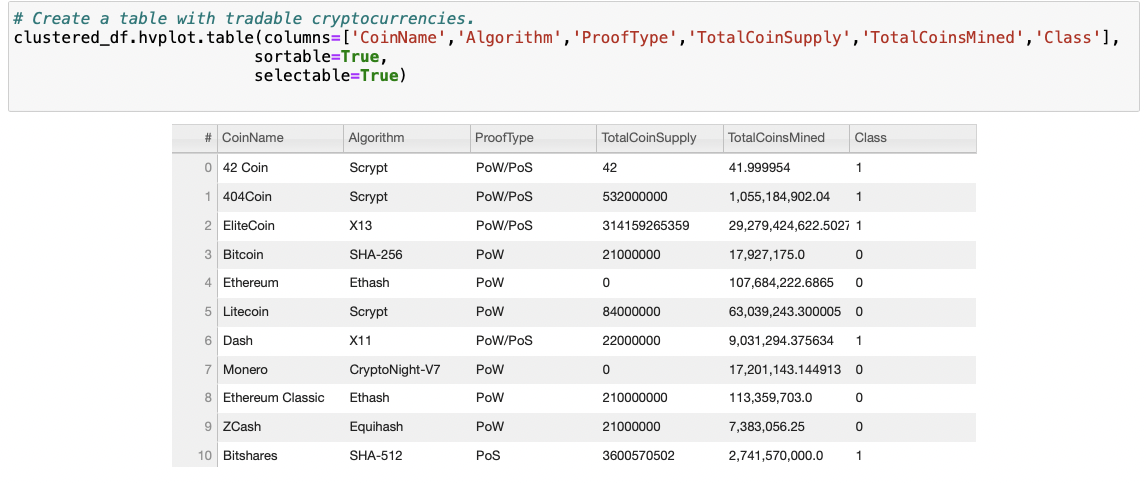 # Create a table with tradable cryptocurrencies.
clustered_df.hvplot.table(columns=['CoinName','Algorithm','ProofType','TotalCoinSupply','TotalCoinsMined','Class'],
sortable=True,
selectable=True)
# CoinName Algorithm ProofType TotalCoinSupply TotalCoinsMined Class
0 42 Coin Scrypt PoW/PoS 42 41.999954 1
1 404Coin Scrypt PoW/PoS 532000000 1,055,184,902.04 1
2 EliteCoin X13 PoW/PoS 314159265359 29,279,424,622.5027 1
3 Bitcoin SHA-256 PoW 21000000 17,927,175.0 0
4 Ethereum Ethash PoW 0 107,684,222.6865 0
5 Litecoin Scrypt PoW 84000000 63,039,243.300005 0
6 Dash X11 PoW/PoS 22000000 9,031,294.375634 1
7 Monero CryptoNight-V7 PoW 0 17,201,143.144913 0
8 Ethereum Classic Ethash PoW 210000000 113,359,703.0 0
9 ZCash Equihash PoW 21000000 7,383,056.25 0
10 Bitshares SHA-512 PoS 3600570502 2,741,570,000.0 1